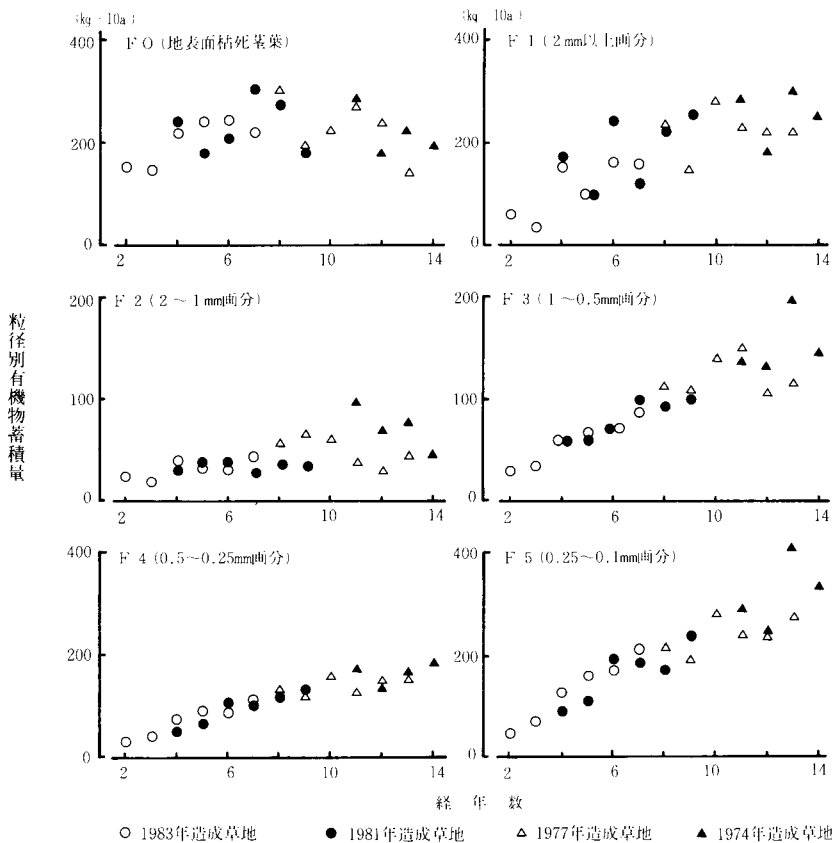 (kg・10a)
(kg 10a)
F 0 (地表面枯死茎葉)
F 1 (2mm以上画分)
400
200
0
2 6 10 14
400
200
0
2 6 10 14
F 2 (2～1mm画分)
F 3 (1～0.5mm画分)
200
100
0
2 6 10 14
200
100
0
2 6 10 14
粒径別有機物蓄積量
F 4 (0.5～0.25mm画分)
F 5 (0.25～0.1mm画分)
400
200
0
2 6 10 14
400
200
0
2 6 10 14
経年数
○ 1983年造成草地 ● 1981年造成草地 △ 1977年造成草地 ▲ 1974年造成草地